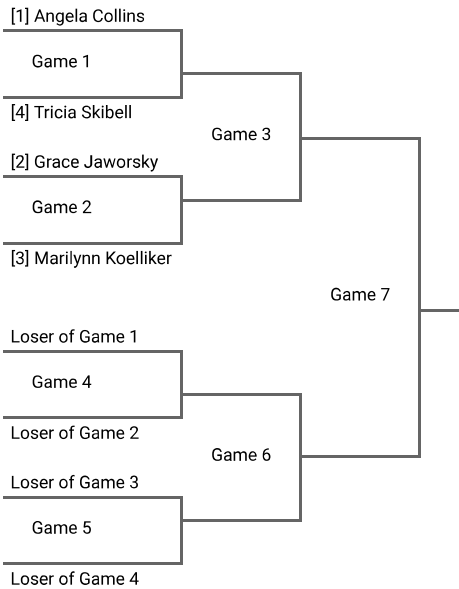 [1] Angela Collins
Game 1
[4] Tricia Skibell
Game 3
[2] Grace Jaworsky
Game 2
[3] Marilynn Koelliker
Game 7
Loser of Game 1
Game 4
Loser of Game 2
Game 6
Loser of Game 3
Game 5
Loser of Game 4